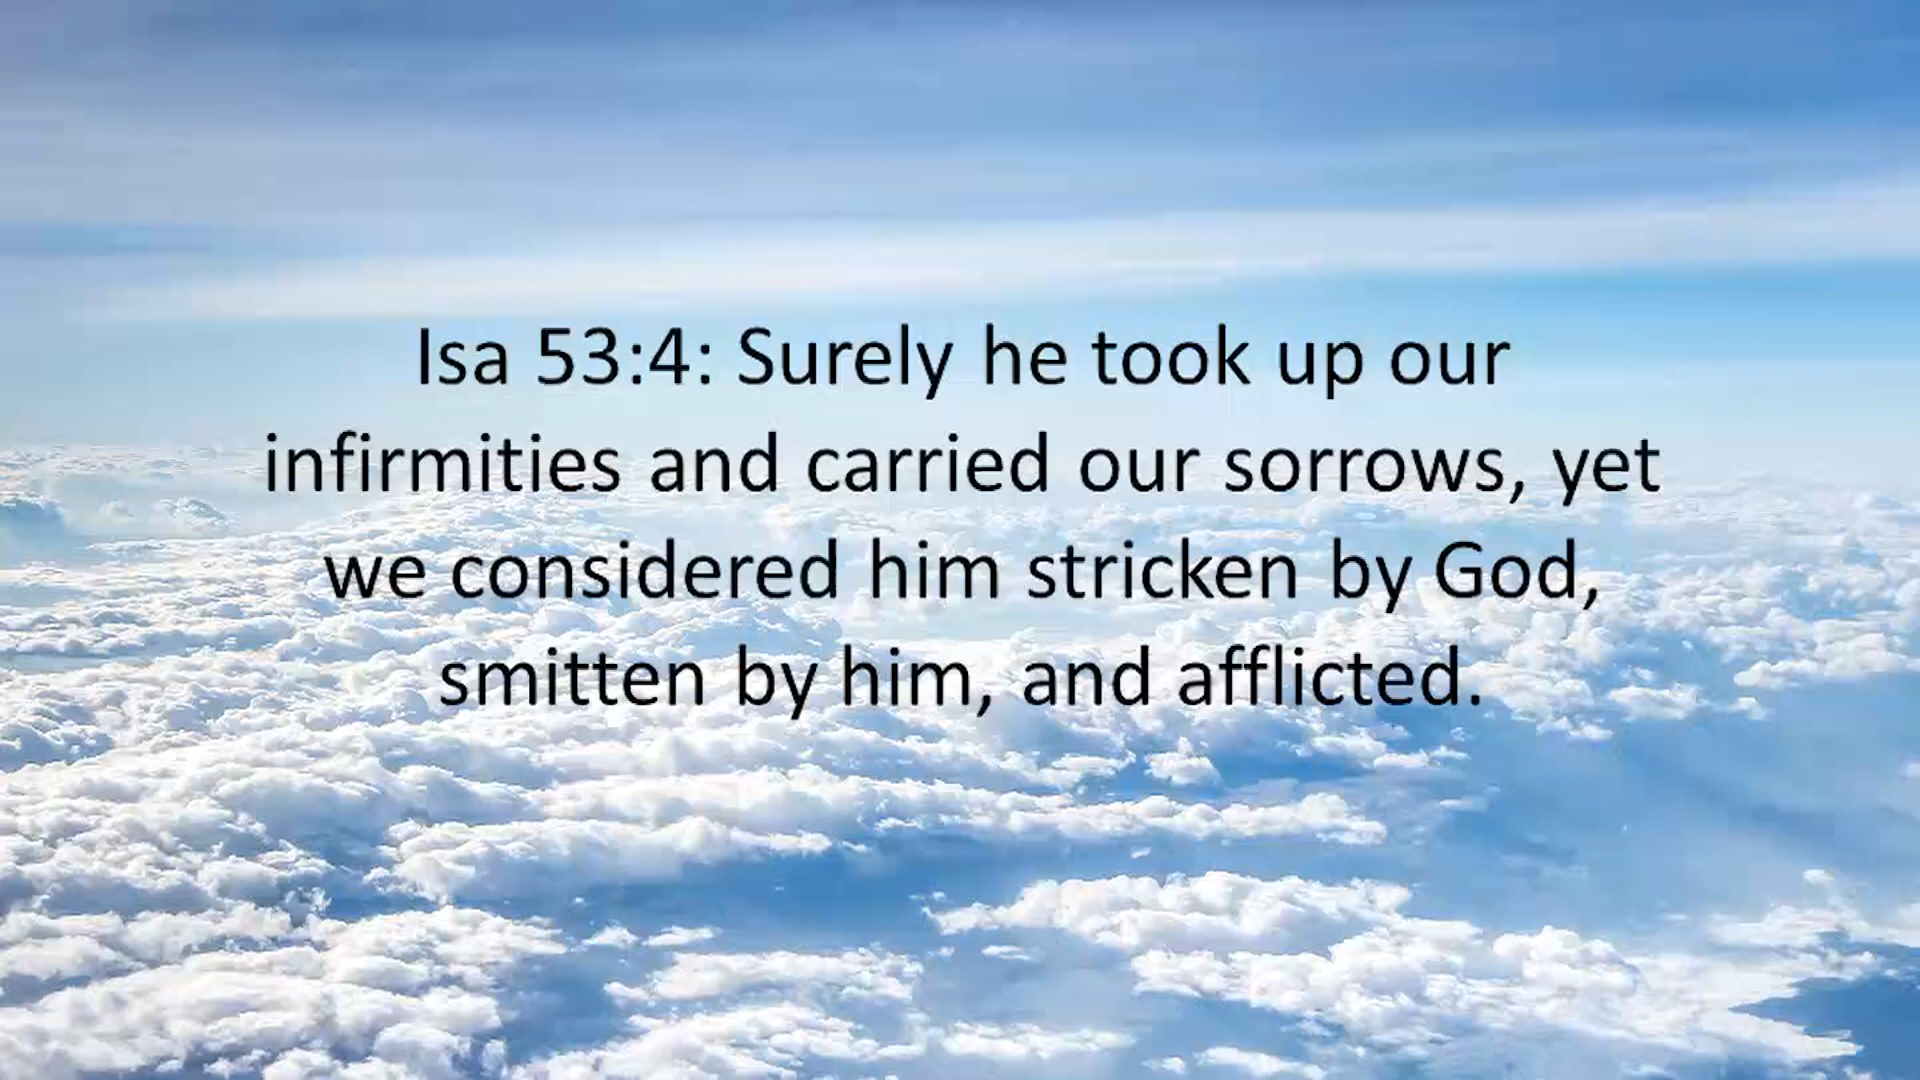 Isa 53:4: Surely he took up our
infirmities and carried our sorrows, yet
we considered him stricken by God,
smitten by him, and afflicted.